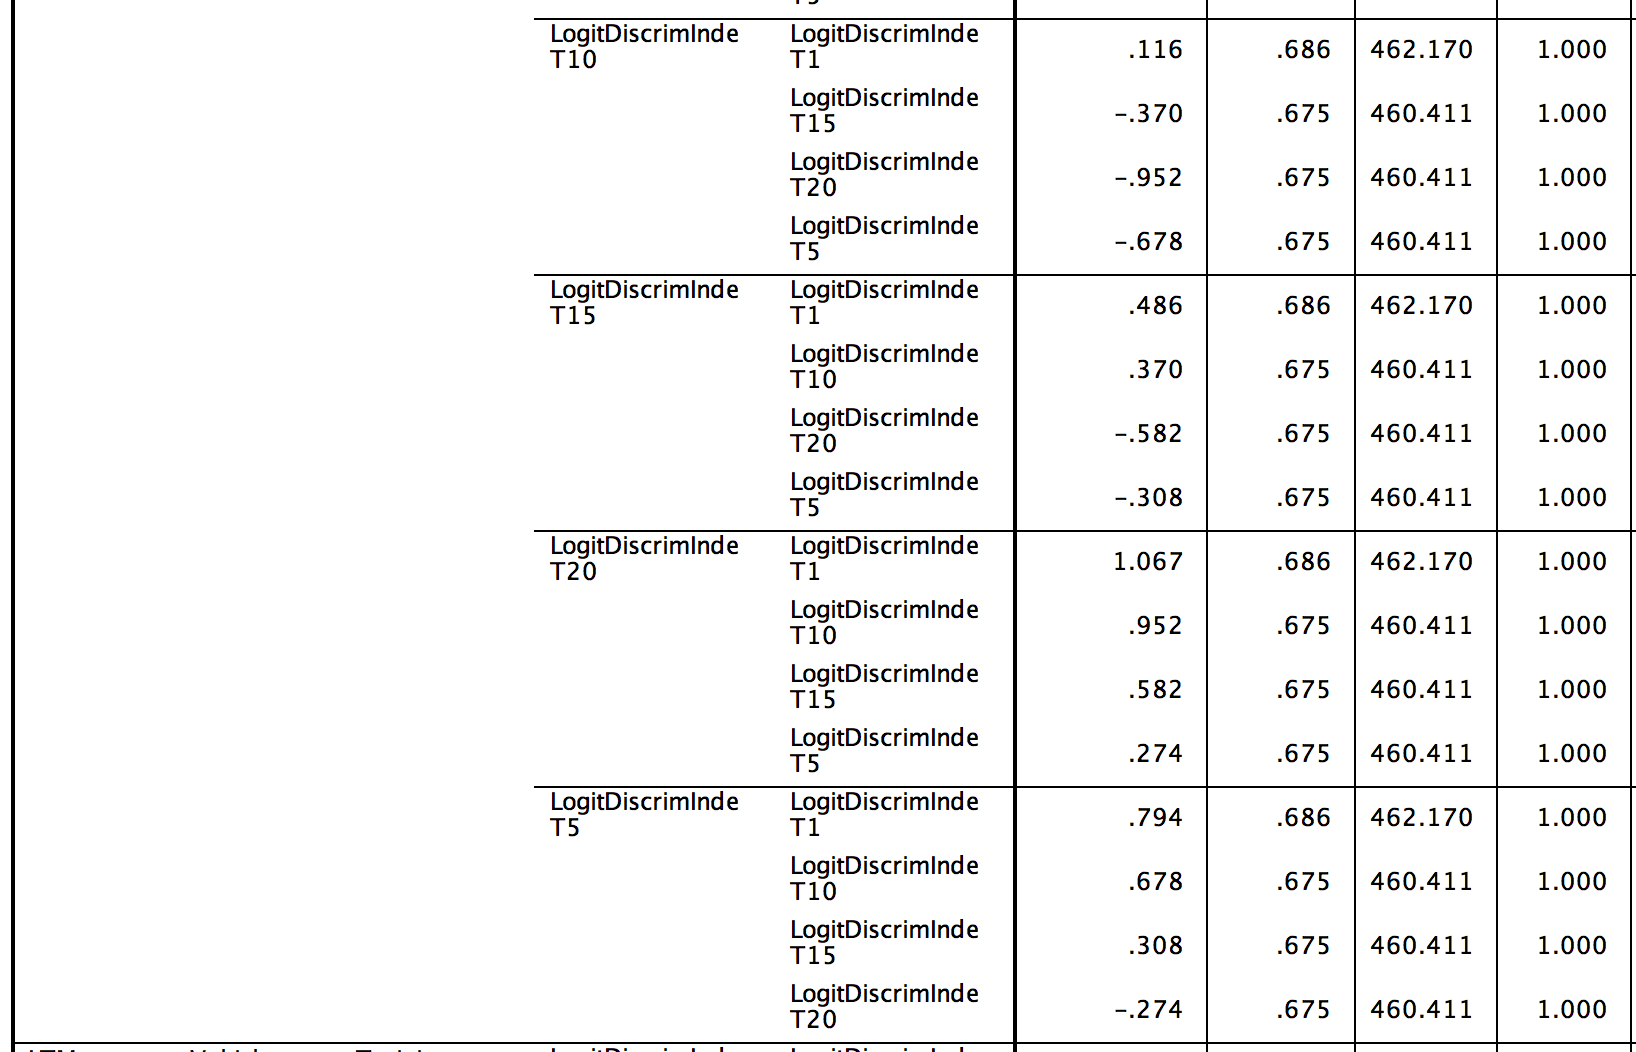 LogitDiscrimInde LogitDiscrimInde
T10 T1 .116 .686 462.170 1.000
LogitDiscrimInde
T15 -.370 .675 460.411 1.000
LogitDiscrimInde
T20 -.952 .675 460.411 1.000
LogitDiscrimInde
T5 -.678 .675 460.411 1.000
LogitDiscrimInde LogitDiscrimInde
T15 T1 .486 .686 462.170 1.000
LogitDiscrimInde
T10 .370 .675 460.411 1.000
LogitDiscrimInde
T20 -.582 .675 460.411 1.000
LogitDiscrimInde
T5 -.308 .675 460.411 1.000
LogitDiscrimInde LogitDiscrimInde
T20 T1 1.067 .686 462.170 1.000
LogitDiscrimInde
T10 .952 .675 460.411 1.000
LogitDiscrimInde
T15 .582 .675 460.411 1.000
LogitDiscrimInde
T5 .274 .675 460.411 1.000
LogitDiscrimInde LogitDiscrimInde
T5 T1 .794 .686 462.170 1.000
LogitDiscrimInde
T10 .678 .675 460.411 1.000
LogitDiscrimInde
T15 .308 .675 460.411 1.000
LogitDiscrimInde
T20 -.274 .675 460.411 1.000